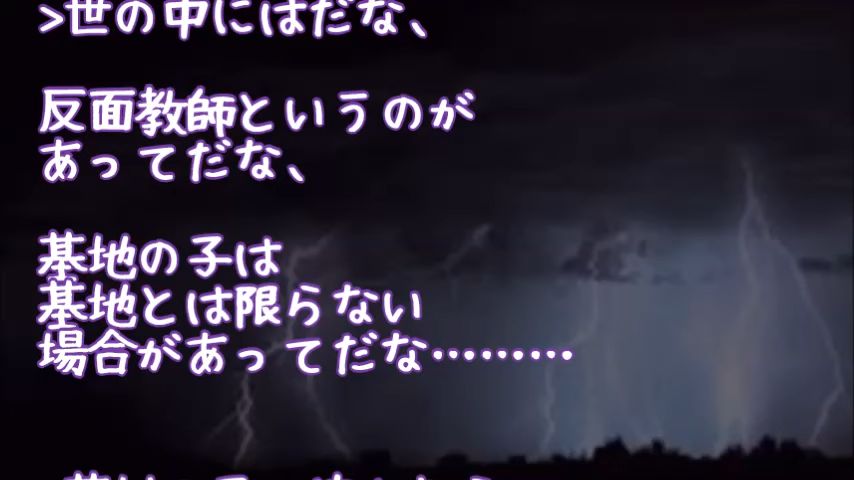 >世の中にはだな、
反面教師というのが
あってだな、
基地の子は
基地とは限らない
場合があってだな………